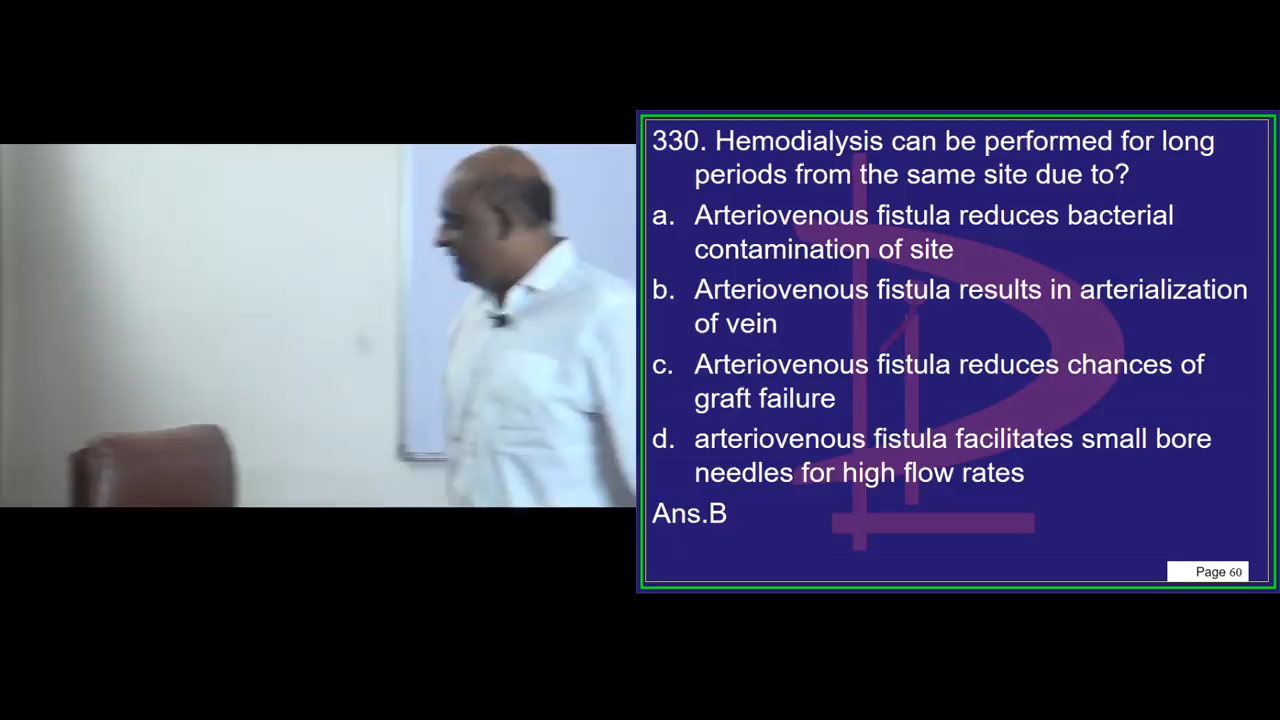 330. Hemodialysis can be performed for long
periods from the same site due to?
a. Arteriovenous fistula reduces bacterial
contamination of site
b. Arteriovenous fistula results in arterialization
of vein
c. Arteriovenous fistula reduces chances of
graft failure
d. arteriovenous fistula facilitates small bore
needles for high flow rates
Ans.B
Page 60